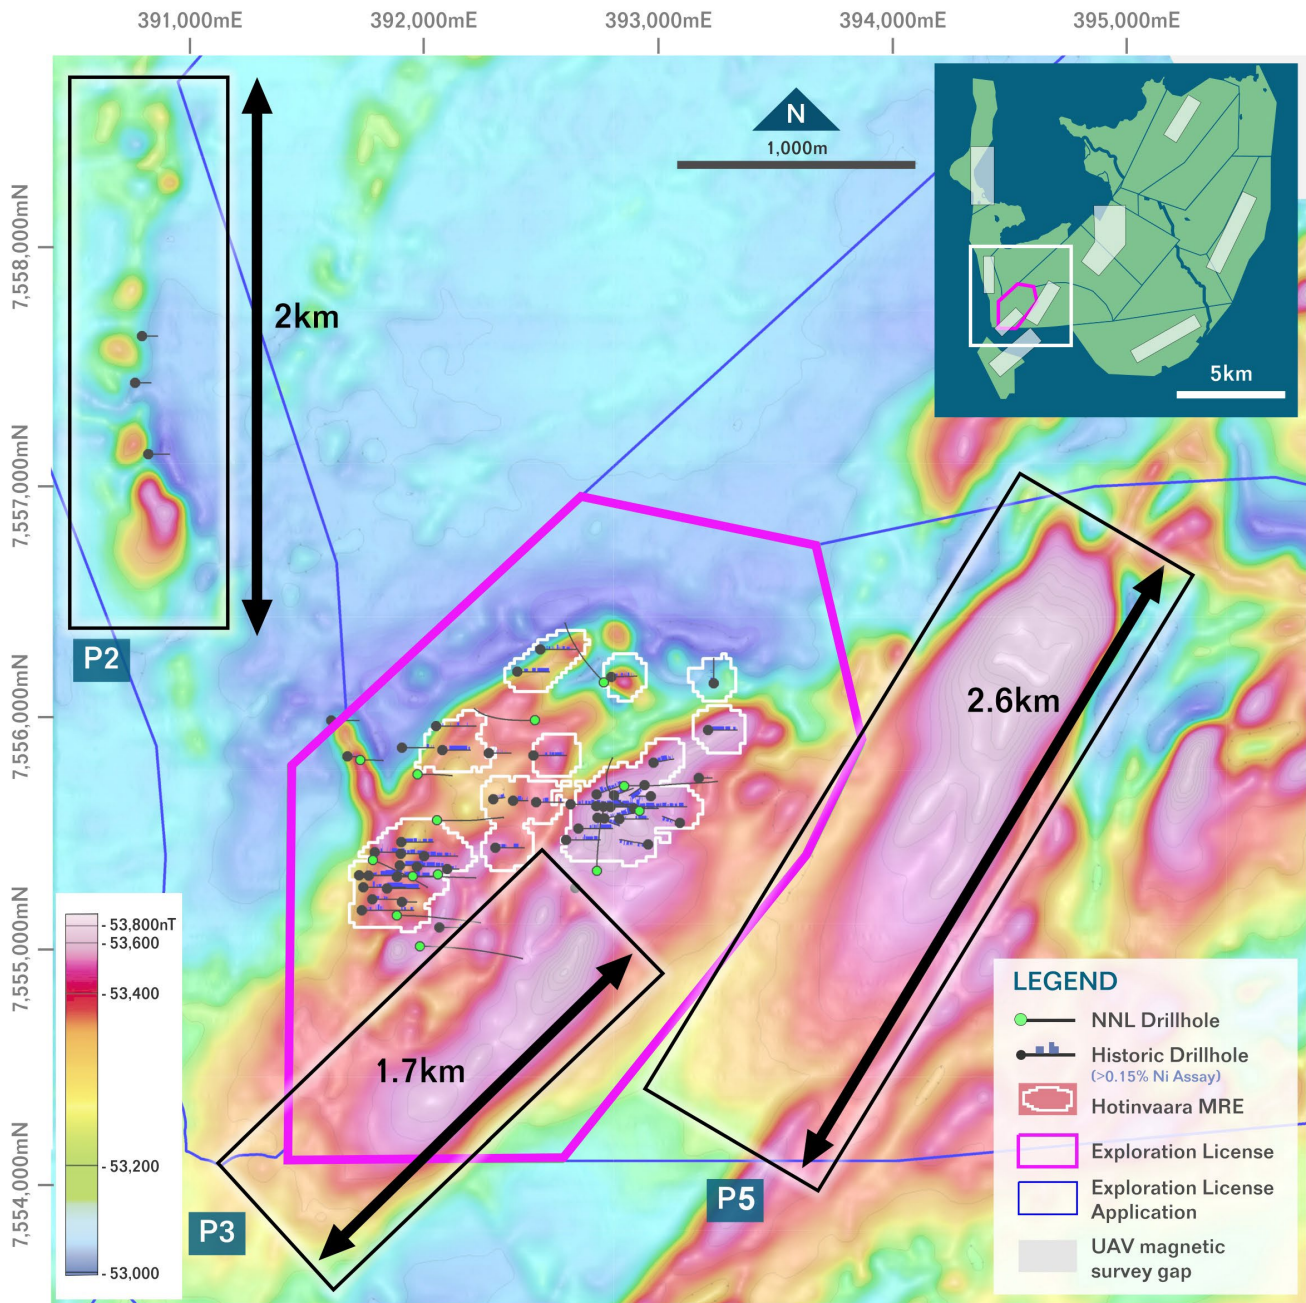 391,000mE
392,000mE
393,000mE
394,000mE
395,000mE
7,558,000mN
7,557,000mN
7,556,000mN
7,555,000mN
7,554,000mN
N
1,000m
5km
2km
P2
2.6km
1.7km
P3
P5
53,800nT
53,600
53,400
53,200
53,000
LEGEND
NNL Drillhole
Historic Drillhole
(>0.15% Ni Assay)
Hotinvaara MRE
Exploration License
Exploration License
Application
UAV magnetic
survey gap